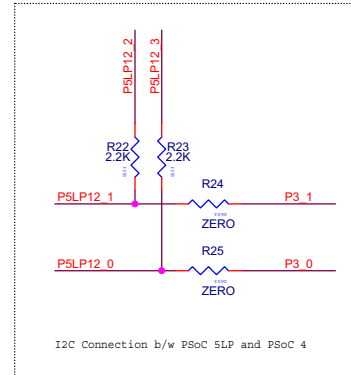 P5LP12_2
P5LP12_3
R22
2.2K
R23
2.2K
R24
P5LP12_1
P3_1
ZERO
R25
P5LP12_0
P3_0
ZERO
I2C Connection b/w PSoC 5LP and PSoC 4